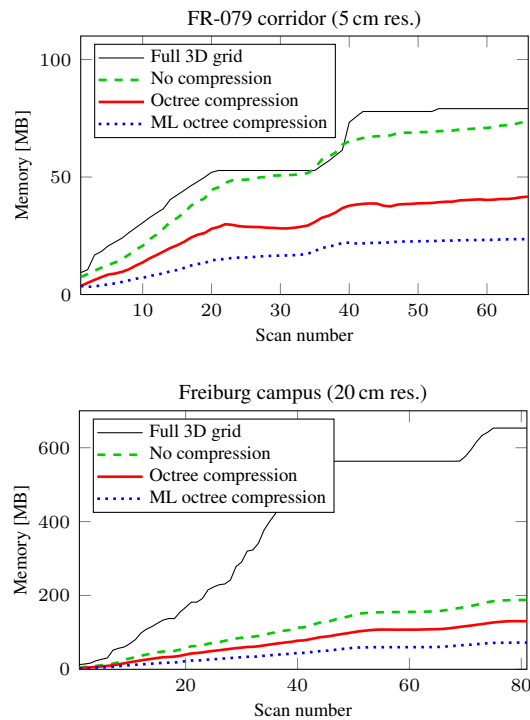 FR-079 corridor (5 cm res.)
Full 3D grid
No compression
Octree compression
ML octree compression
Memory [MB]
100
50
0
10 20 30 40 50 60
Scan number
Freiburg campus (20 cm res.)
Full 3D grid
No compression
Octree compression
ML octree compression
Memory [MB]
600
400
200
0
20 40 60 80
Scan number